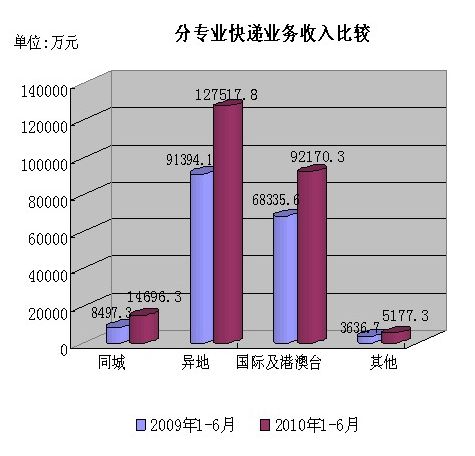 分专业快递业务收入比较
单位:万元
140000
120000
100000
80000
60000
40000
20000
0
8497.3
14696.3
91394.1
127517.8
68335.6
92170.3
3636.7
5177.3
同城
异地
国际及港澳台
其他
2009年1-6月
2010年1-6月